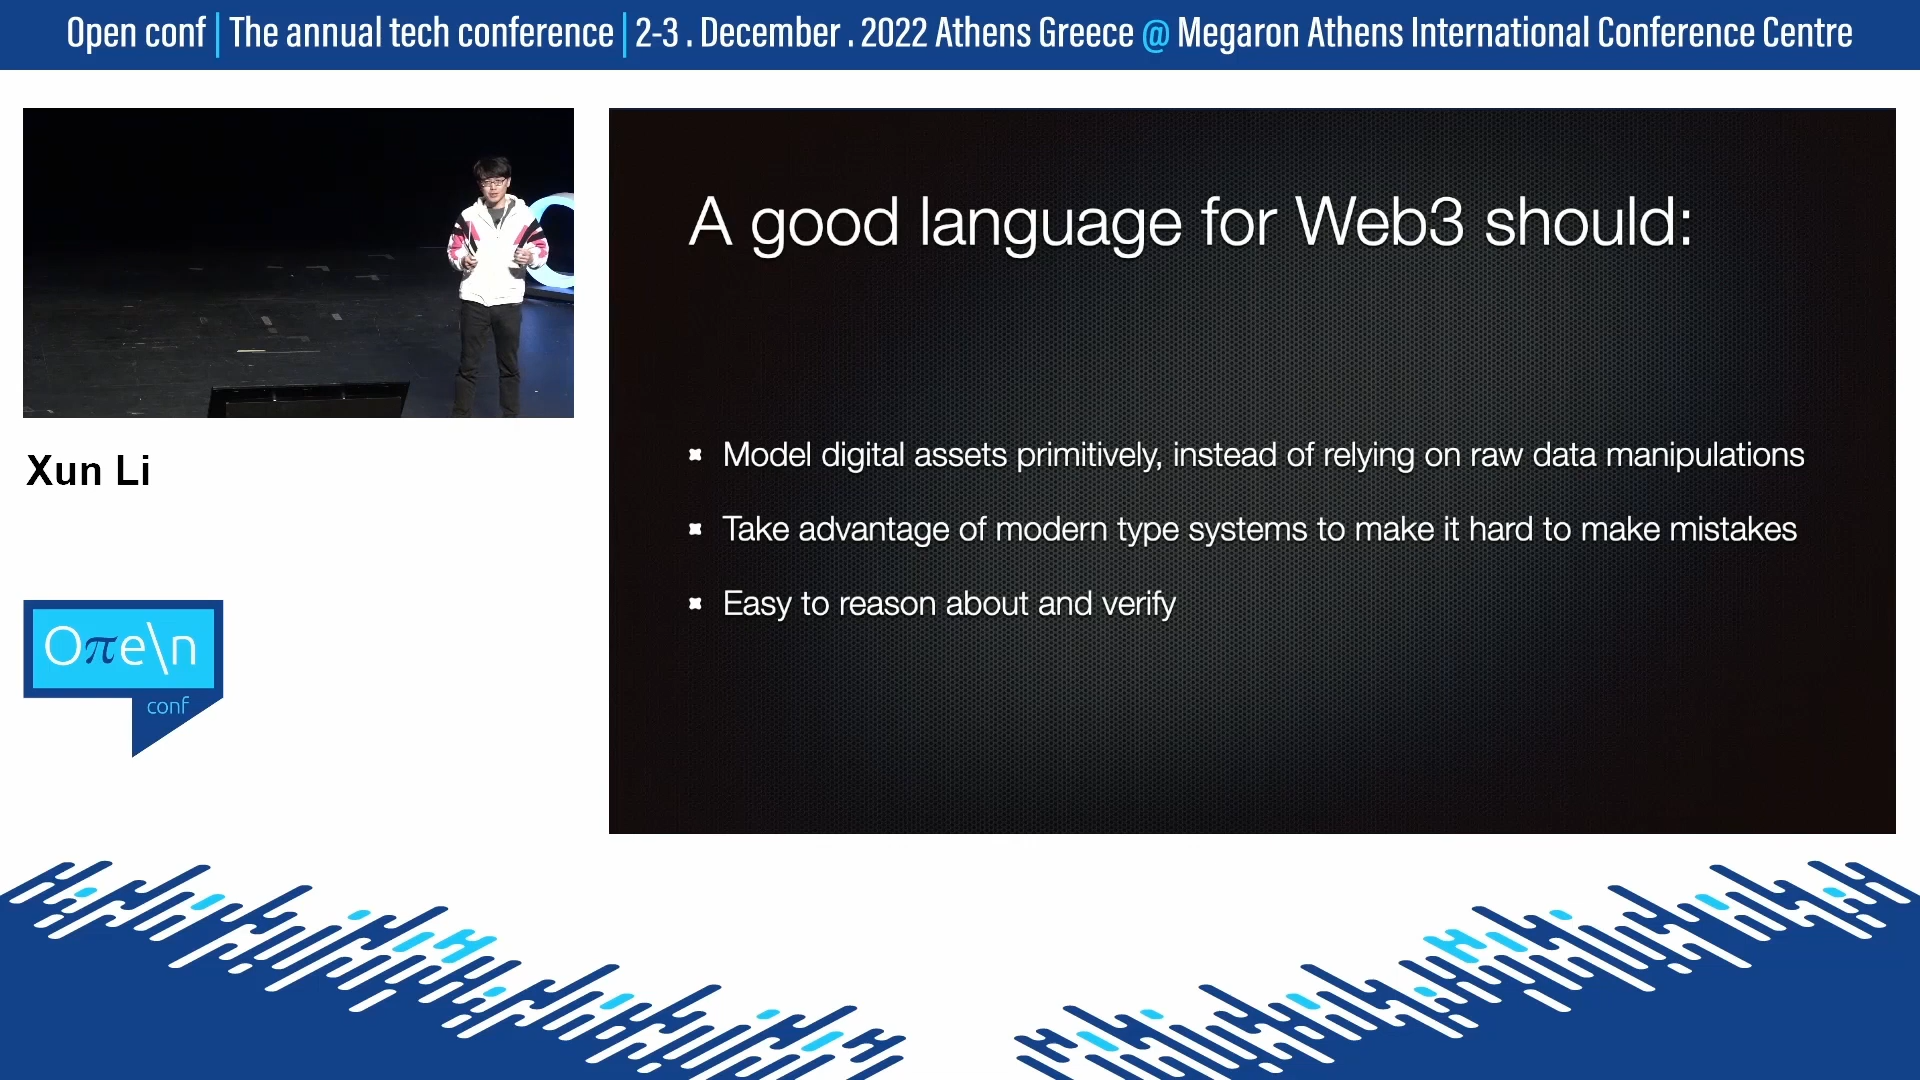 Open conf | The annual tech conference | 2-3 . December . 2022 Athens Greece @ Megaron Athens International Conference Centre
A good language for Web3 should:
Model digital assets primitively, instead of relying on raw data manipulations
Take advantage of modern type systems to make it hard to make mistakes
Easy to reason about and verify
Xun Li
Oπe\n
conf